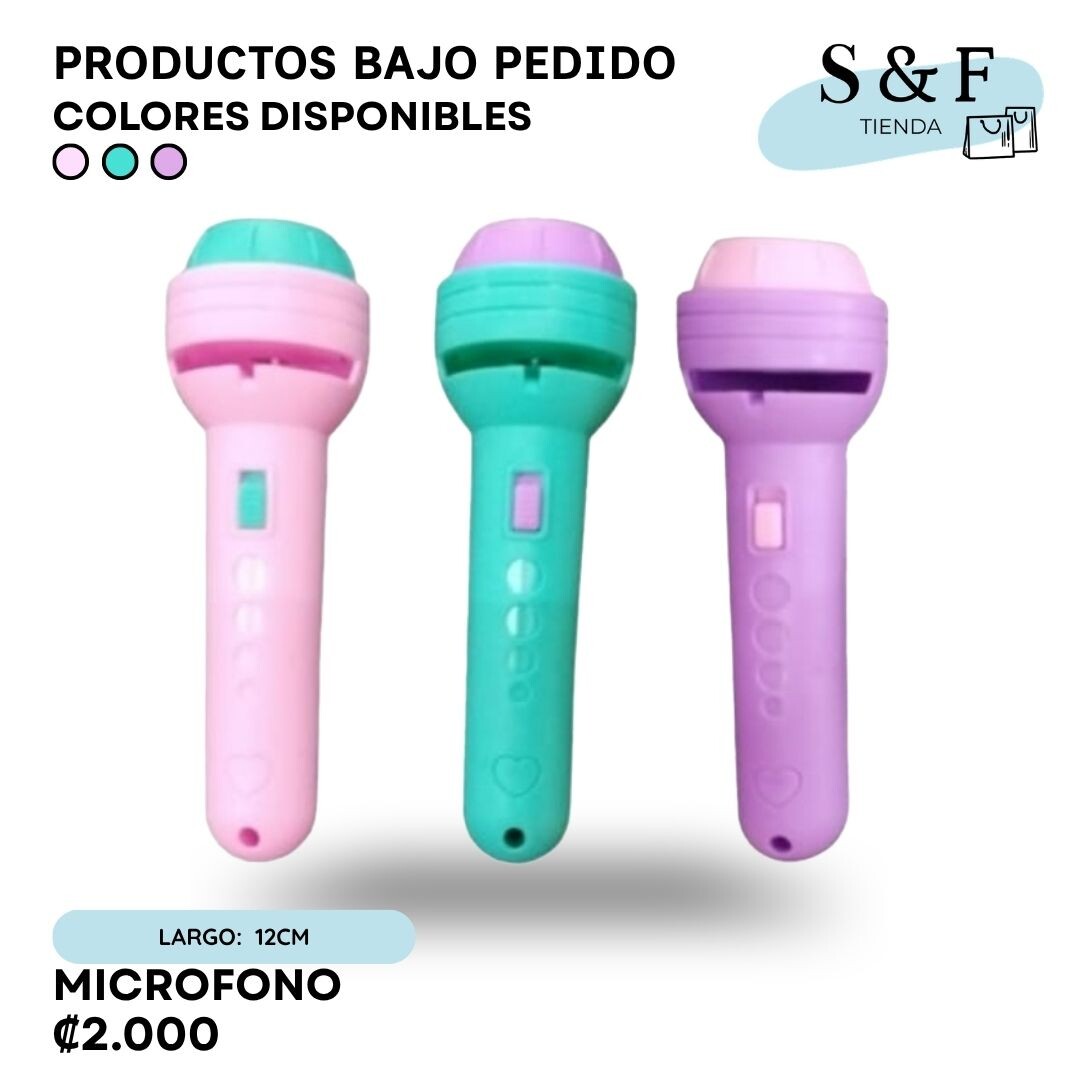 PRODUCTOS BAJO PEDIDO
COLORES DISPONIBLES
S & F
TIENDA
LARGO: 12CM
MICROFONO
₡2.000